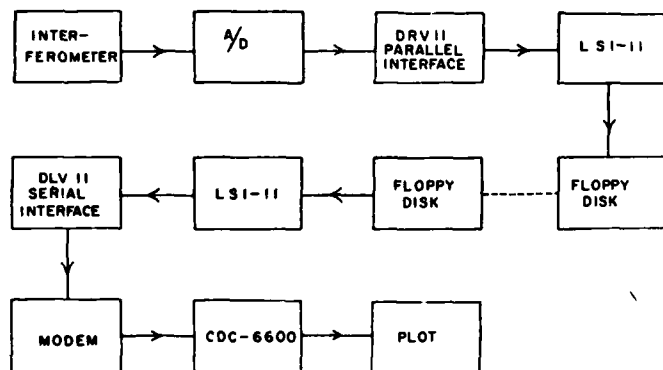 INTER-
FEROMETER
A/D
DRV11
PARALLEL
INTERFACE
LSI-11
DLV 11
SERIAL
INTERFACE
LSI-11
FLOPPY
DISK
FLOPPY
DISK
MODEM
CDC-6600
PLOT